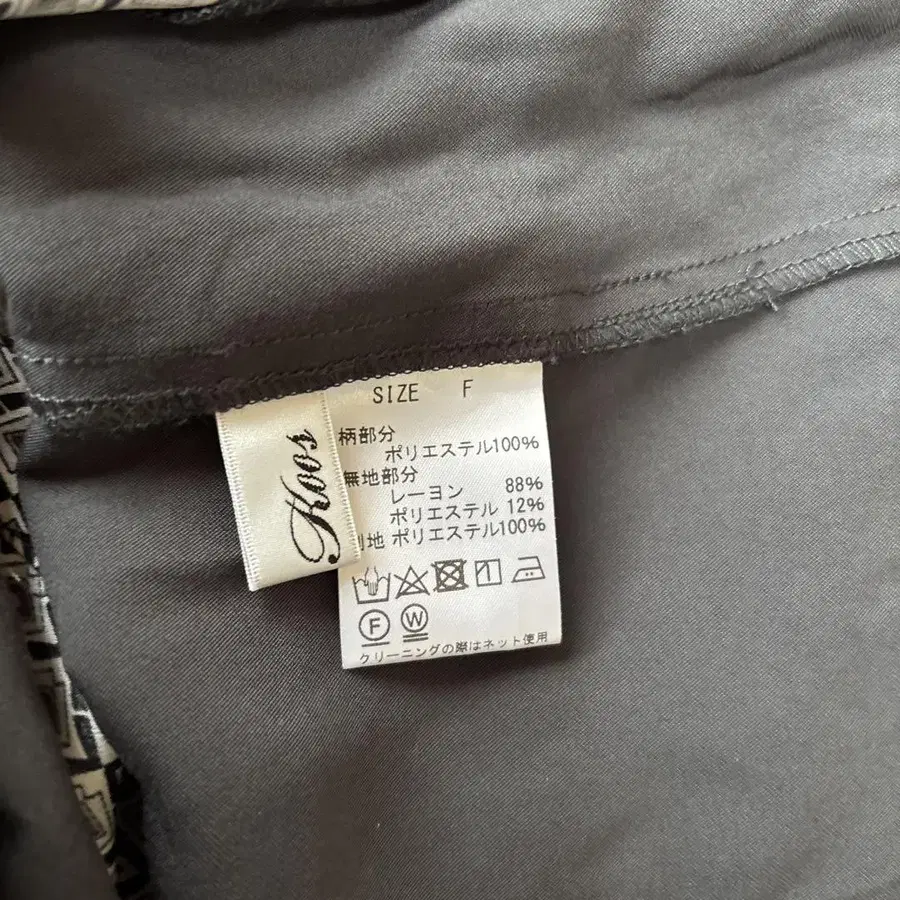 SIZE F
Koos
柄部分
ポリエステル100%
無地部分
レーヨン 88%
ポリエステル 12%
地 ポリエステル100%
F W
クリーニングの際はネット使用